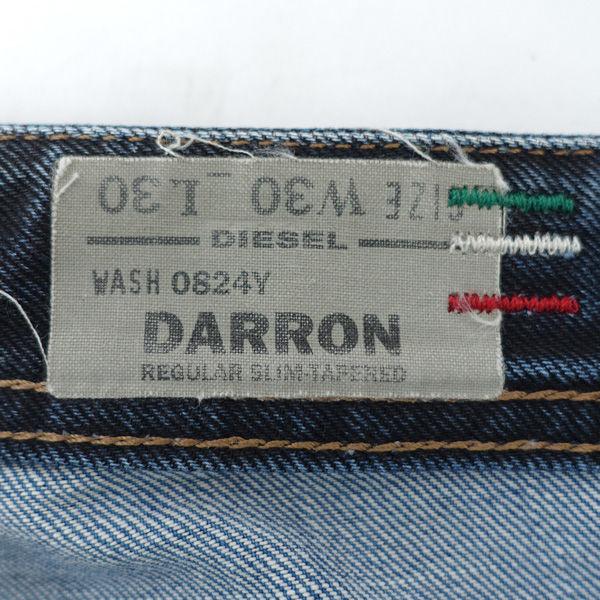 SIZE W30 L30
DIESEL
WASH 0824Y
DARRON
REGULAR SLIM-TAPERED